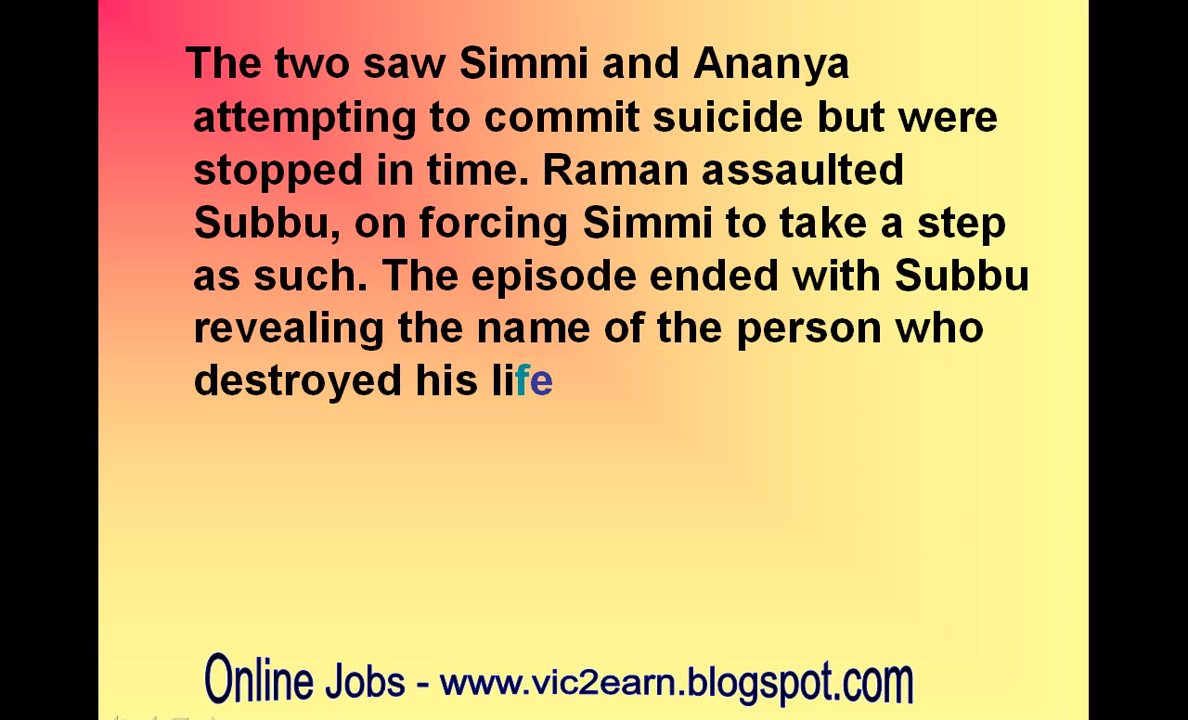 The two saw Simmi and Ananya
attempting to commit suicide but were
stopped in time. Raman assaulted
Subbu, on forcing Simmi to take a step
as such. The episode ended with Subbu
revealing the name of the person who
destroyed his life
Online Jobs - www.vic2earn.blogspot.com